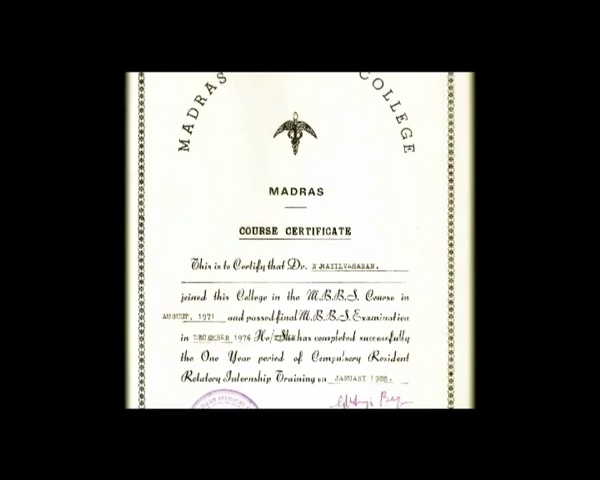 MADRAS COLLEGE
MADRAS
COURSE CERTIFICATE
This is to Certify that Dr. N MAYILVAHANAN.
joined this College in the M.B.B.S. Course in
AUGUST, 1971 and passed final M.B.B.S. Examination
in DECEMBER 1976 He/She has completed successfully
the One Year period of Compulsory Resident
Rotatory Internship Training on JANUARY 1988.
MEDICAL